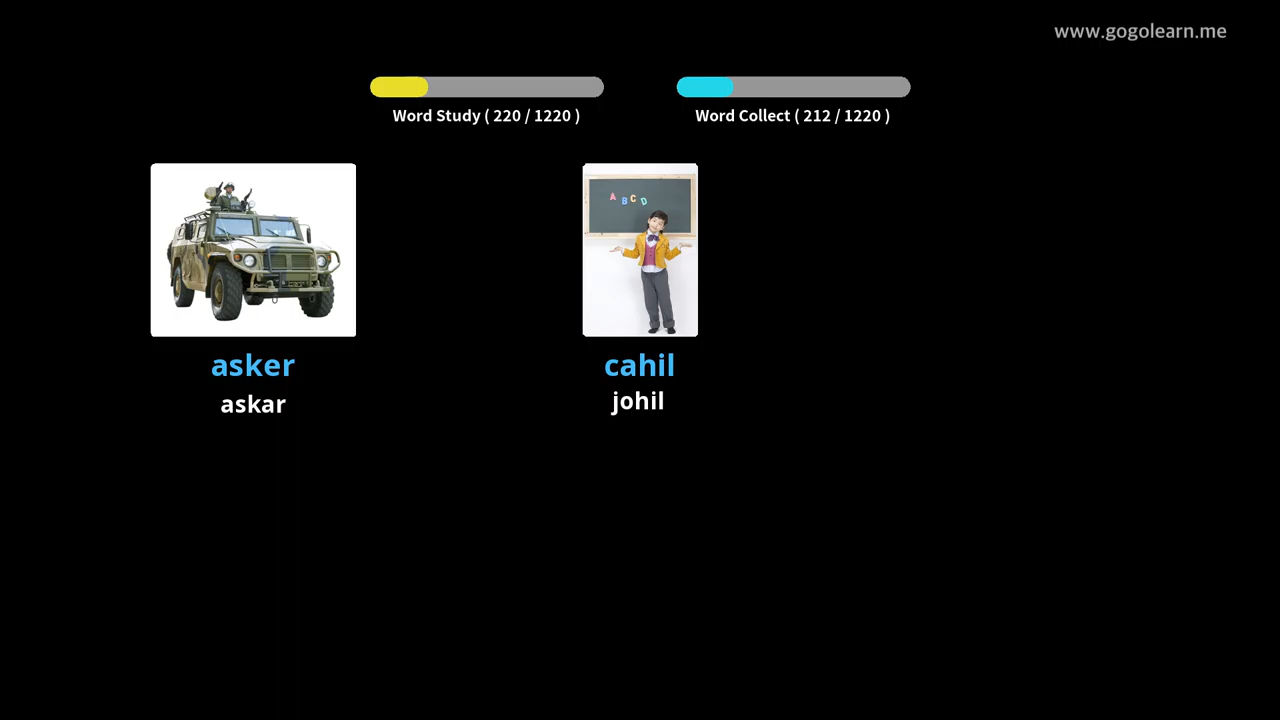 www.gogolearn.me
Word Study ( 220 / 1220 )
Word Collect ( 212 / 1220 )
A B C D
asker
cahil
askar
johil